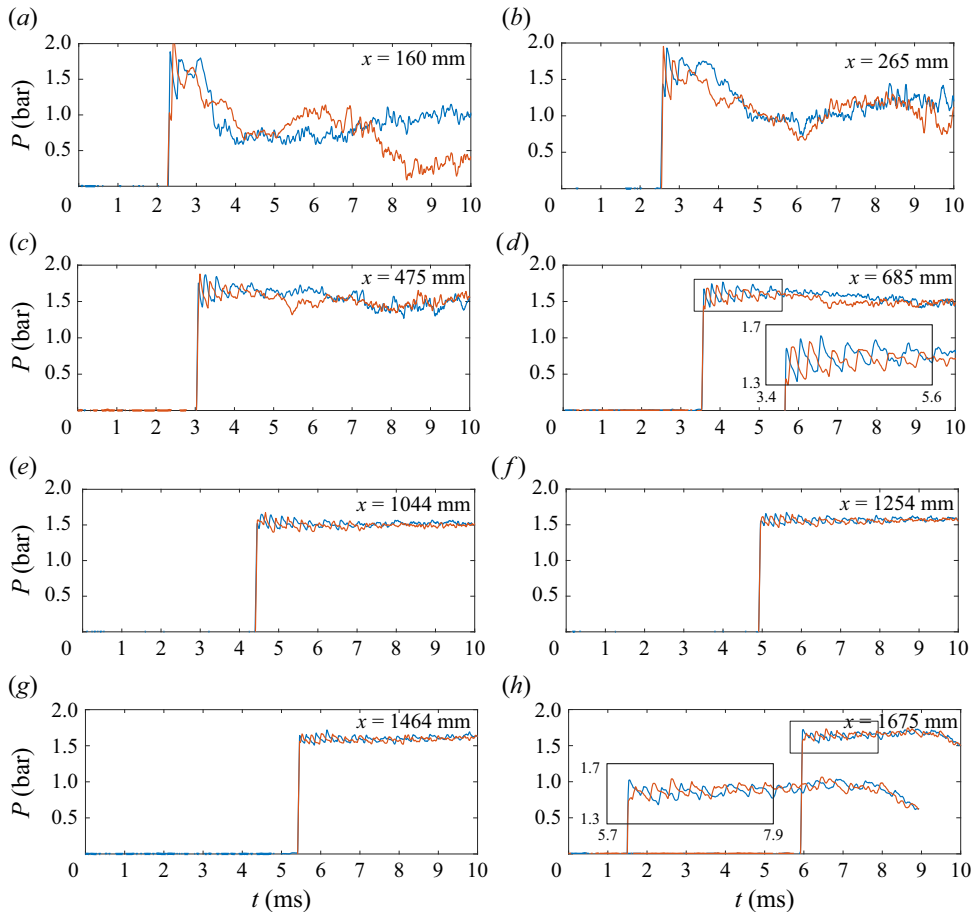 (a) (b)
2.0 x = 160 mm 2.0 x = 265 mm
1.5 1.5
P (bar) 1.0 1.0
0.5 0.5
0 1 2 3 4 5 6 7 8 9 10 0 1 2 3 4 5 6 7 8 9 10
(c) (d)
2.0 x = 475 mm 2.0 x = 685 mm
1.5 1.5
1.7
P (bar) 1.0 1.0
0.5 0.5
1.3
3.4 5.6
0 1 2 3 4 5 6 7 8 9 10 0 1 2 3 4 5 6 7 8 9 10
(e) (f)
2.0 x = 1044 mm 2.0 x = 1254 mm
1.5 1.5
P (bar) 1.0 1.0
0.5 0.5
0 1 2 3 4 5 6 7 8 9 10 0 1 2 3 4 5 6 7 8 9 10
(g) (h)
2.0 x = 1464 mm 2.0 x = 1675 mm
1.5 1.5
1.7
P (bar) 1.0 1.0
0.5 0.5
1.3
5.7 7.9
0 1 2 3 4 5 6 7 8 9 10 0 1 2 3 4 5 6 7 8 9 10
t (ms) t (ms)